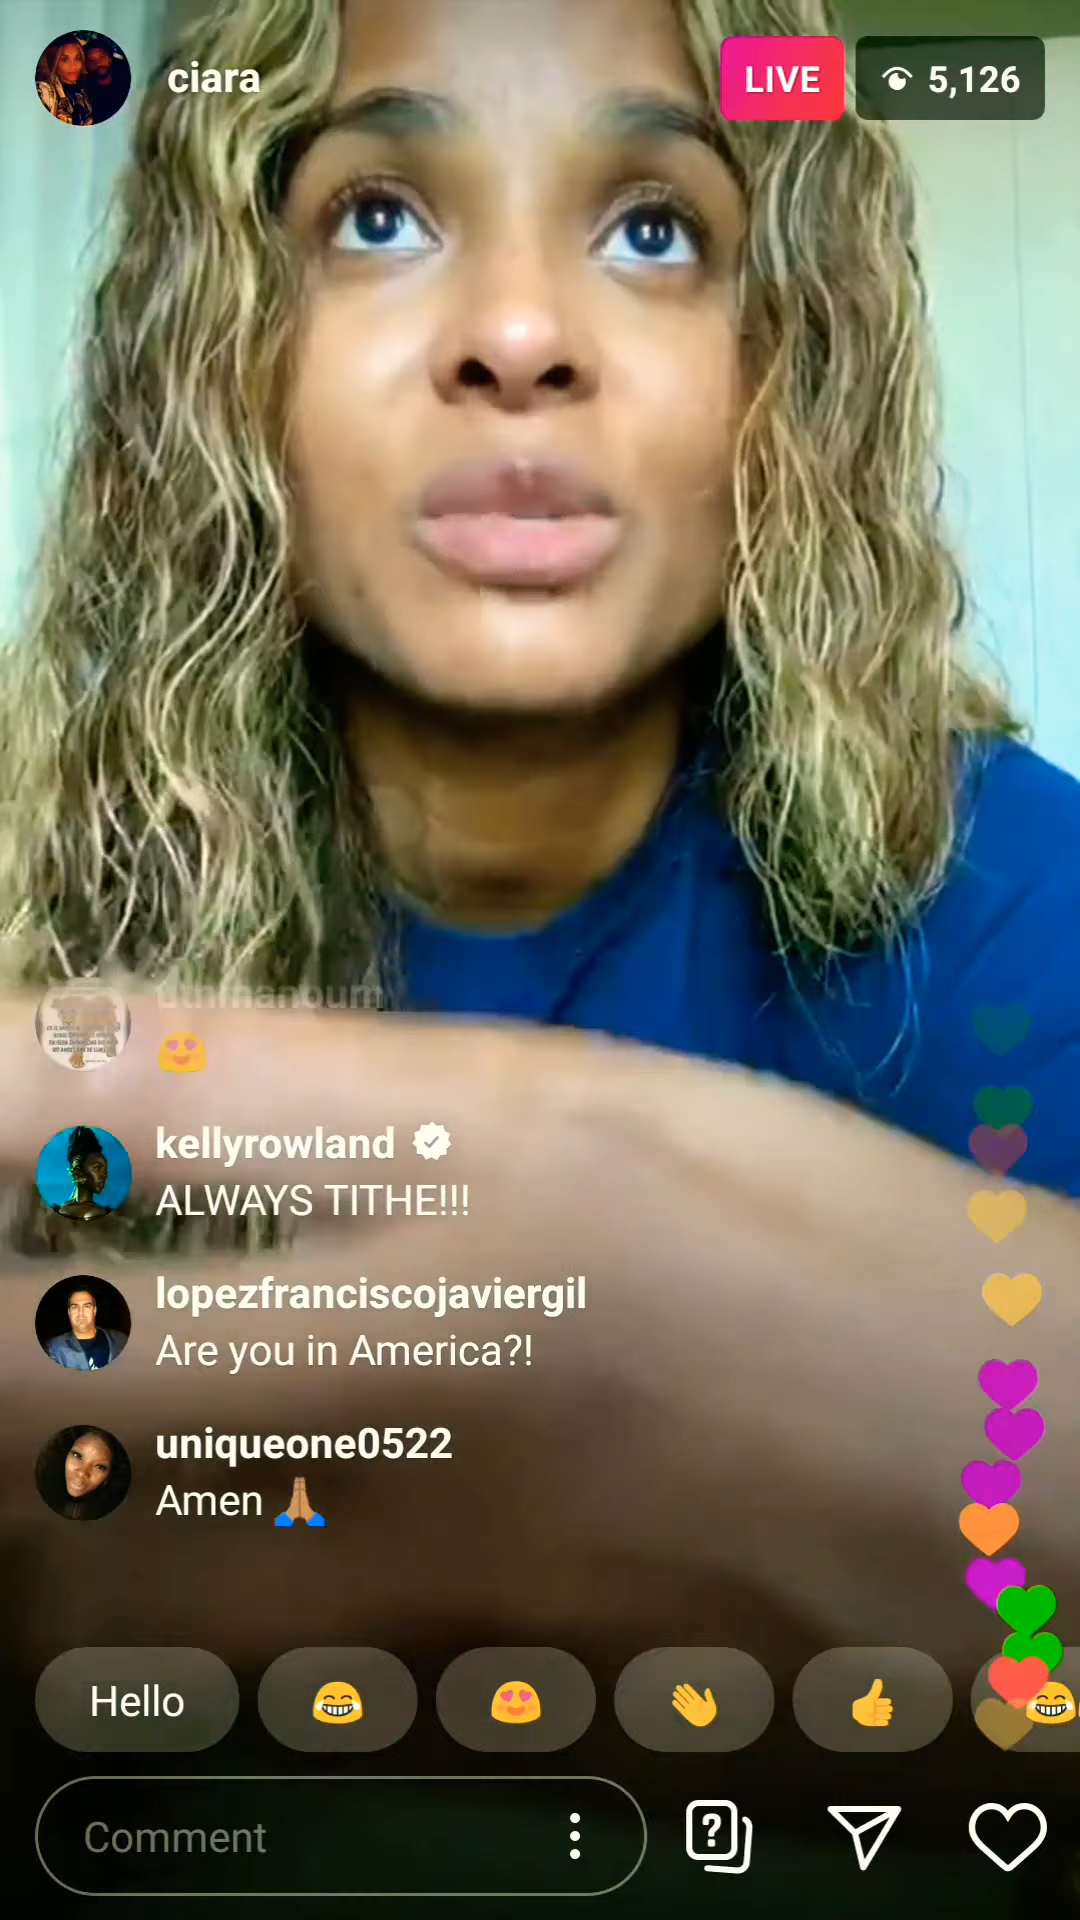 ciara
LIVE
5,126
kellyrowland
ALWAYS TITHE!!!
lopezfranciscojaviergil
Are you in America?!
uniqueone0522
Amen 🙏🏽
Hello
Comment